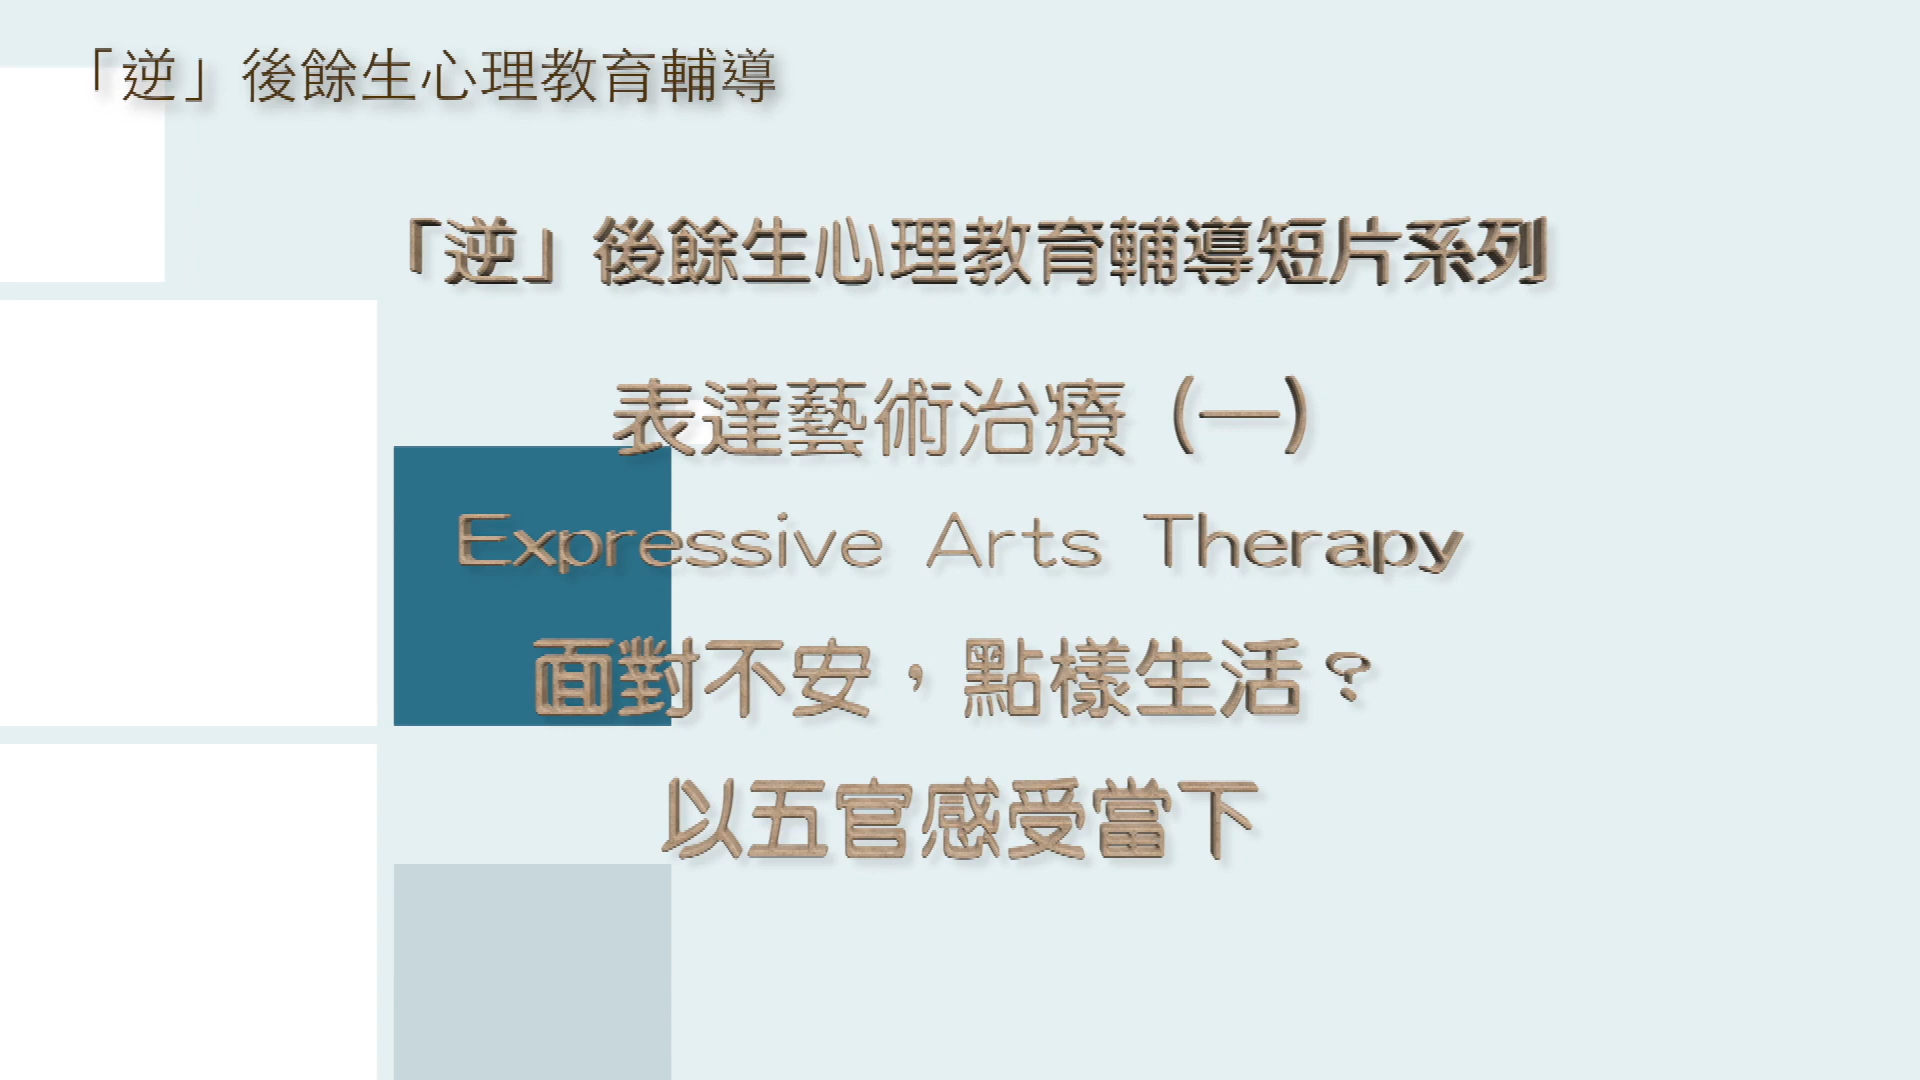 「逆」後餘生心理教育輔導
「逆」後餘生心理教育輔導短片系列
表達藝術治療 (一)
Expressive Arts Therapy
面對不安，點樣生活？
以五官感受當下